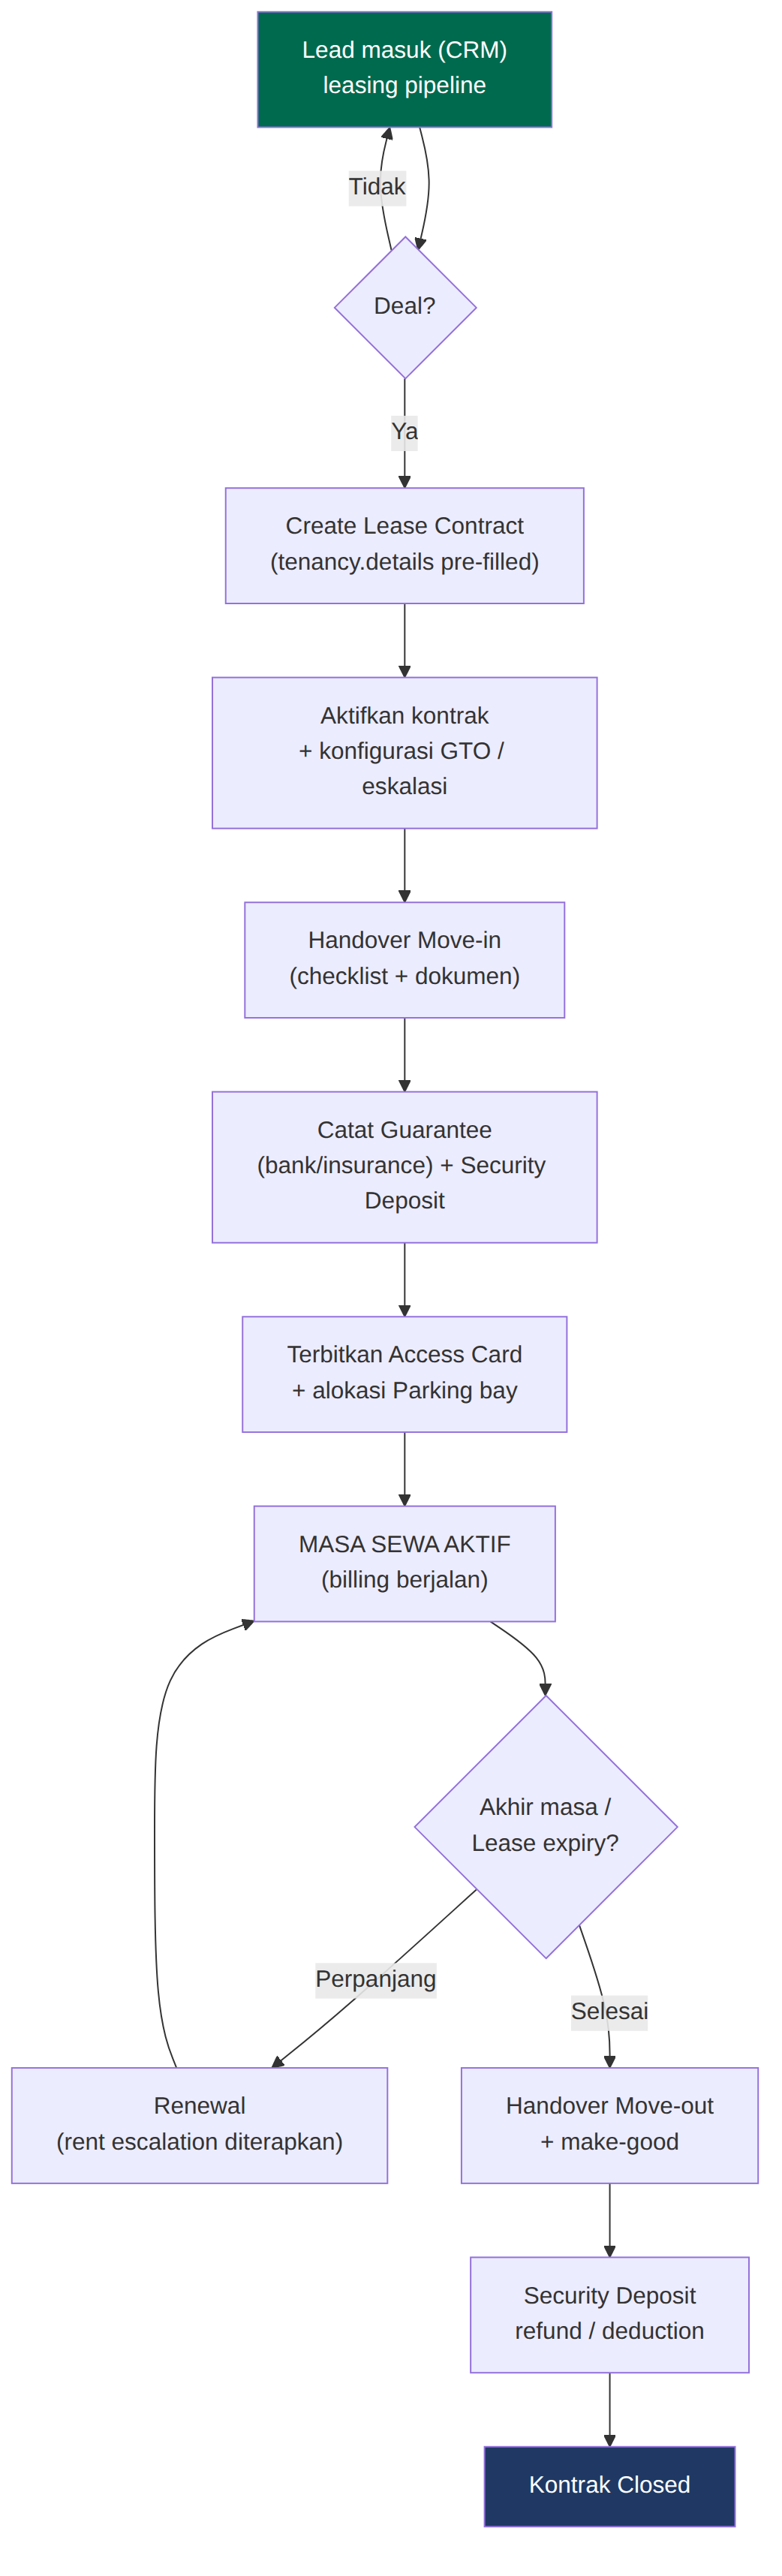 Lead masuk (CRM)
leasing pipeline
Tidak
Deal?
Ya
Create Lease Contract
(tenancy.details pre-filled)
Aktifkan kontrak
+ konfigurasi GTO /
eskalasi
Handover Move-in
(checklist + dokumen)
Catat Guarantee
(bank/insurance) + Security
Deposit
Terbitkan Access Card
+ alokasi Parking bay
MASA SEWA AKTIF
(billing berjalan)
Akhir masa /
Lease expiry?
Perpanjang
Selesai
Renewal
(rent escalation diterapkan)
Handover Move-out
+ make-good
Security Deposit
refund / deduction
Kontrak Closed